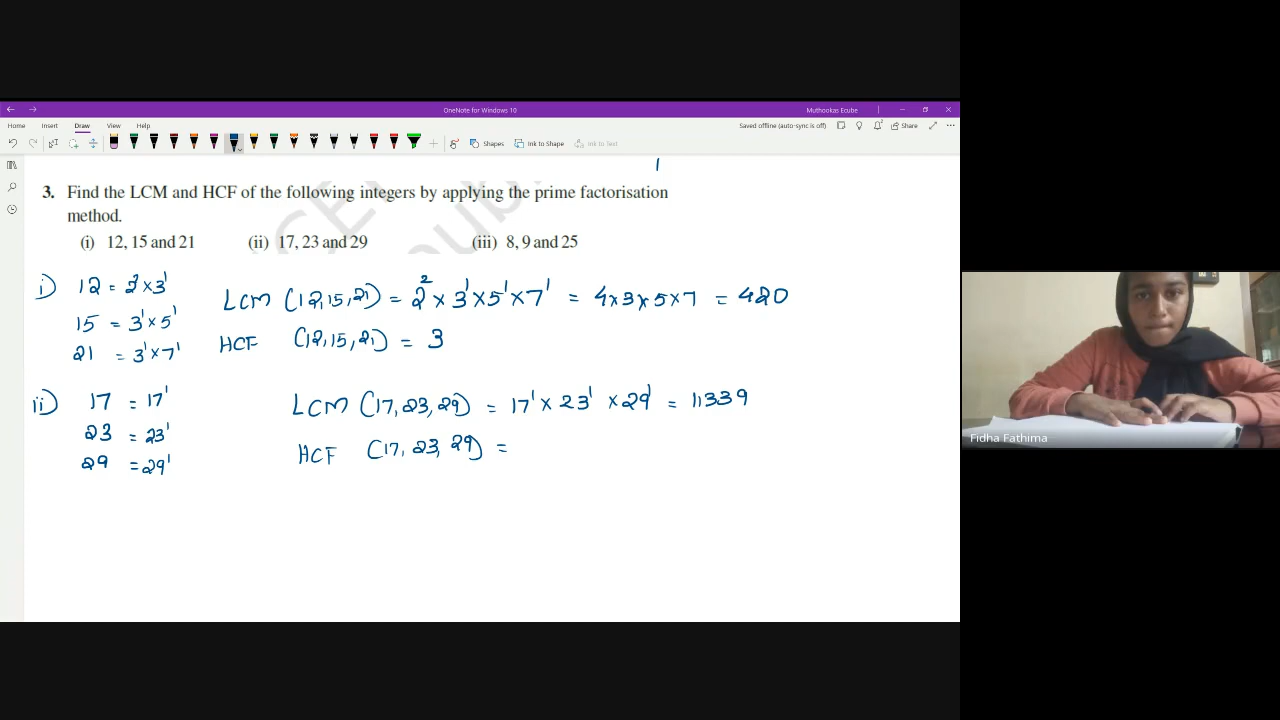 OneNote for Windows 10
Muthookas Ecube
Home Insert Draw View Help
Saved offline (auto-sync is off)
Share
Shapes
Ink to Shape
Ink to Text
1
3. Find the LCM and HCF of the following integers by applying the prime factorisation
method.
(i) 12, 15 and 21 (ii) 17, 23 and 29 (iii) 8, 9 and 25
i) 12 = 2² × 3¹
LCM (12,15,21) = 2² × 3¹ × 5¹ × 7¹ = 4×3×5×7 = 420
15 = 3¹ × 5¹
HCF (12,15,21) = 3
21 = 3¹ × 7¹
ii) 17 = 17¹
LCM (17,23,29) = 17¹ × 23¹ × 29¹ = 11339
23 = 23¹
HCF (17, 23, 29) =
29 = 29¹
Fidha Fathima